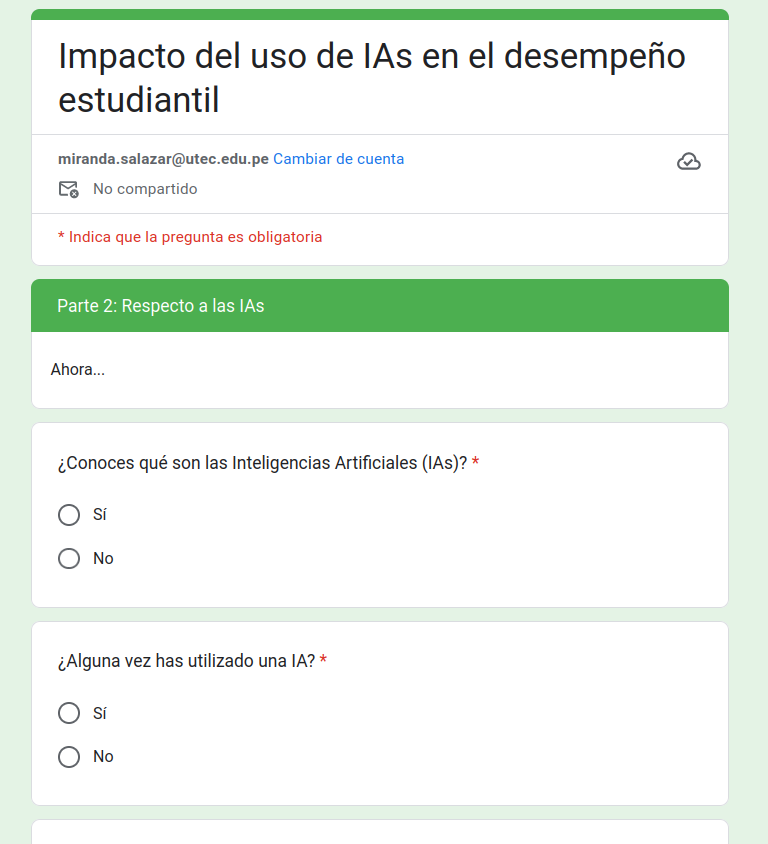 Impacto del uso de IAs en el desempeño
estudiantil
miranda.salazar@utec.edu.pe Cambiar de cuenta
No compartido
* Indica que la pregunta es obligatoria
Parte 2: Respecto a las IAs
Ahora...
¿Conoces qué son las Inteligencias Artificiales (IAs)? *
Sí
No
¿Alguna vez has utilizado una IA? *
Sí
No